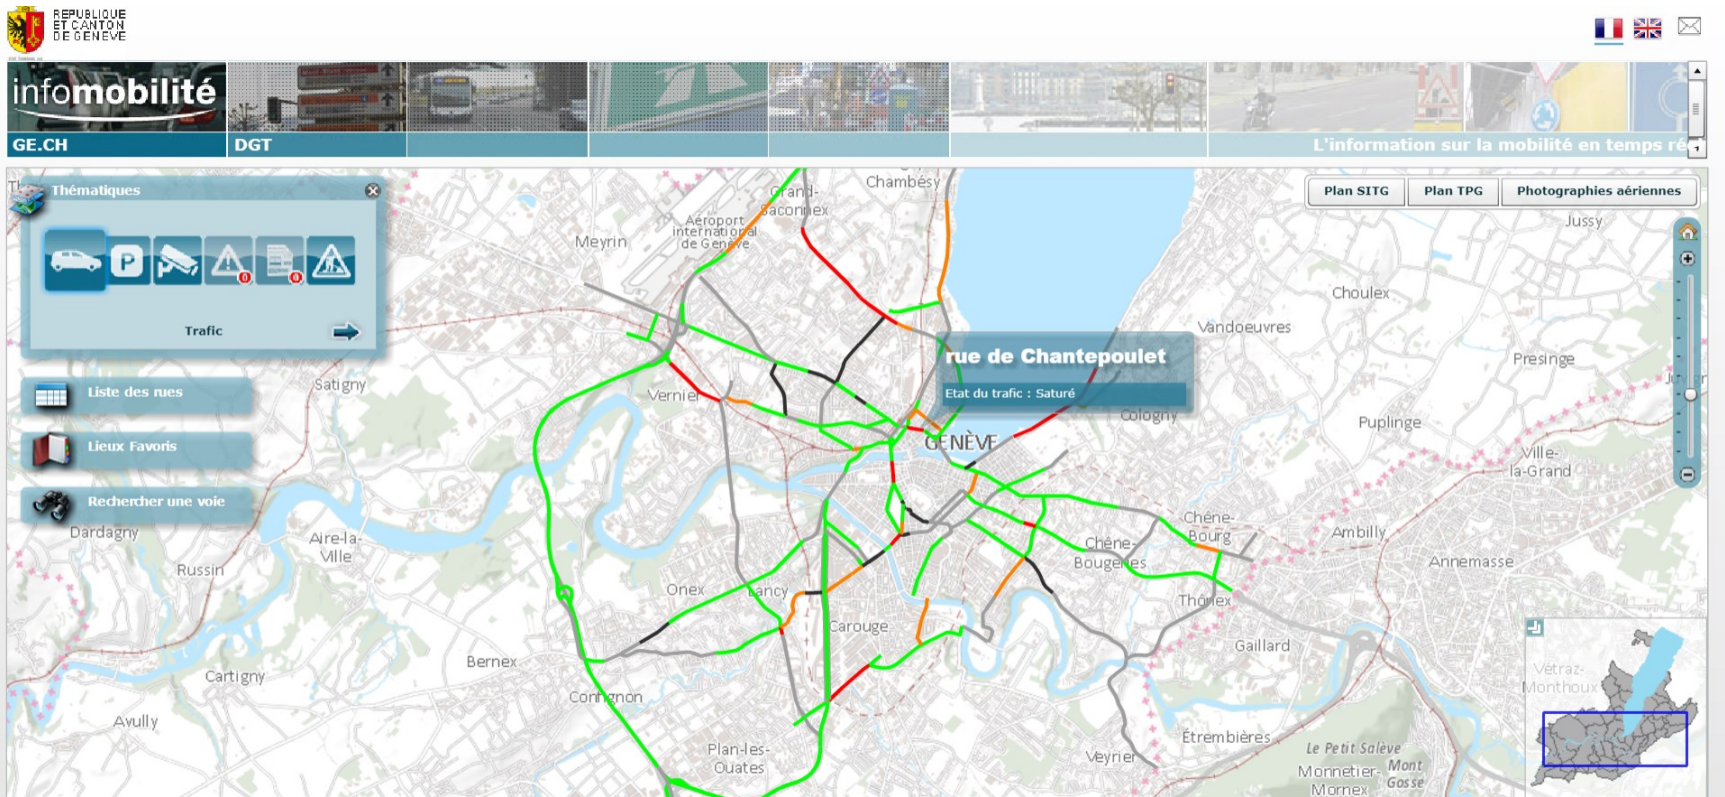 REPUBLIQUE
ET CANTON
DE GENEVE
infomobilité
GE.CH
DGT
L'information sur la mobilité en temps ré
Thématiques
P
0
0
Trafic
Liste des rues
Lieux Favoris
Rechercher une voie
Plan SITG
Plan TPG
Photographies aériennes
rue de Chantepoulet
Etat du trafic : Saturé
Grand-
Saconnex
Chambésy
Aéroport
international
de Genève
Meyrin
Jussy
Choulex
Vandoeuvres
Presinge
Satigny
Vernier
Cologny
Puplinge
GENÈVE
Ville-
la-Grand
Dardagny
Aire-la-
Ville
Chêne-
Bourg
Ambilly
Chêne-
Bougeries
Annemasse
Russin
Onex
Lancy
Thônex
Carouge
Gaillard
Bernex
Cartigny
Confignon
Vétraz-
Monthoux
Avully
Plan-les-
Ouates
Veyrier
Étrembières
Le Petit Salève
Monnetier-
Mornex
Mont
Gosse